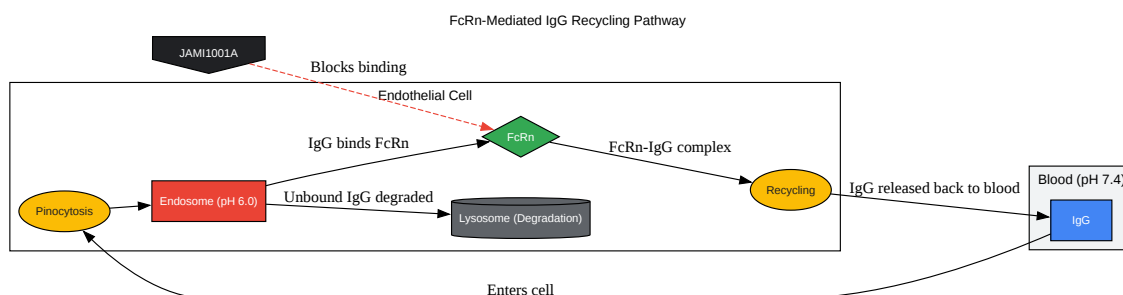 FcRn-Mediated IgG Recycling Pathway
JAMI1001A
Blocks binding
Endothelial Cell
FcRn
IgG binds FcRn
FcRn-IgG complex
Pinocytosis
Endosome (pH 6.0)
Unbound IgG degraded
Lysosome (Degradation)
Recycling
IgG released back to blood
Blood (pH 7.4)
IgG
Enters cell